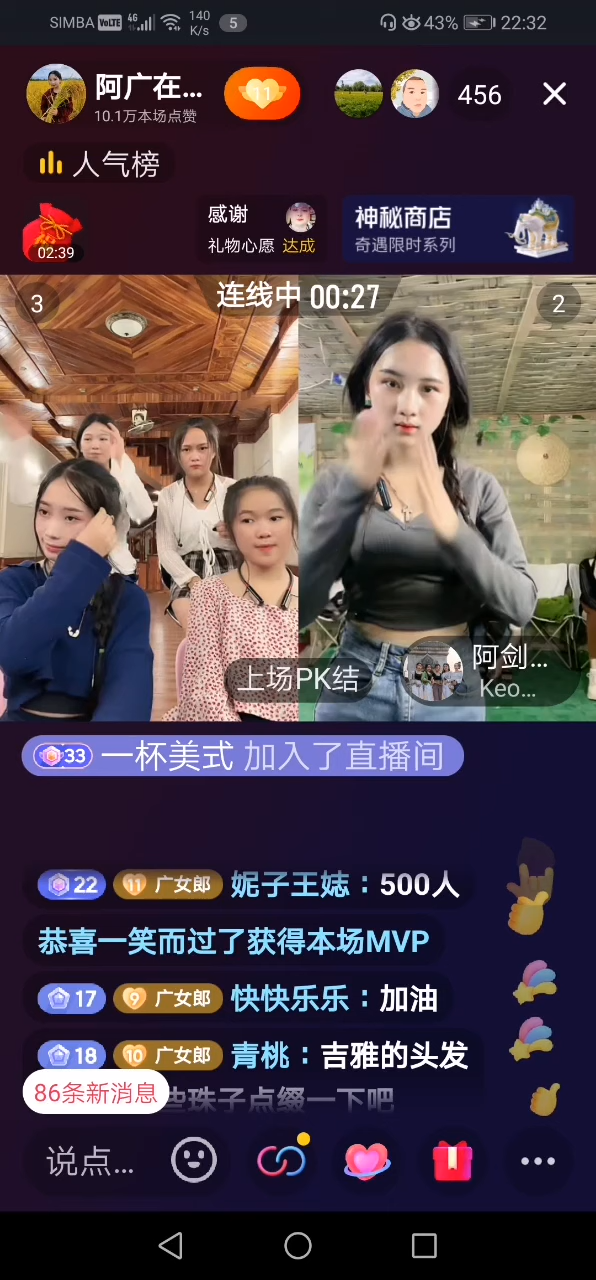 SIMBA VoLTE 4G 140 K/s 5 43% 22:32
阿广在... 11 456
10.1万本场点赞
人气榜
02:39
感谢
礼物心愿 达成
神秘商店
奇遇限时系列
3 连线中 00:27 2
上场PK结
阿剑...
Keo...
33 一杯美式 加入了直播间
22 11 广女郎 妮子王婊：500人
恭喜一笑而过了获得本场MVP
17 9 广女郎 快快乐乐：加油
18 10 广女郎 青桃：吉雅的头发
86条新消息 些珠子点缀一下吧
说点...